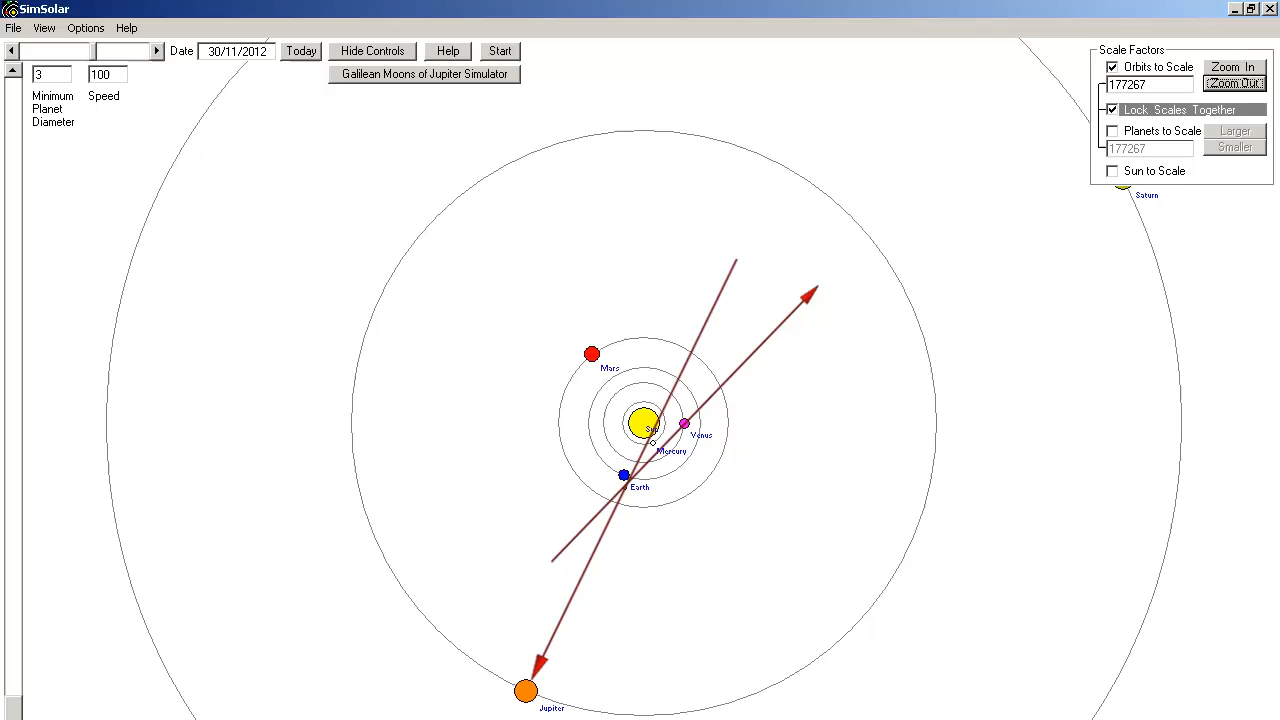 SimSolar
File View Options Help
Date 30/11/2012 Today Hide Controls Help Start
Galilean Moons of Jupiter Simulator
3 100
Minimum Planet Diameter
Speed
Scale Factors
Orbits to Scale Zoom In
177267 Zoom Out
Lock Scales Together
Planets to Scale Larger
177267 Smaller
Sun to Scale
Saturn
Mars
Sun
Venus
Mercury
Earth
Jupiter